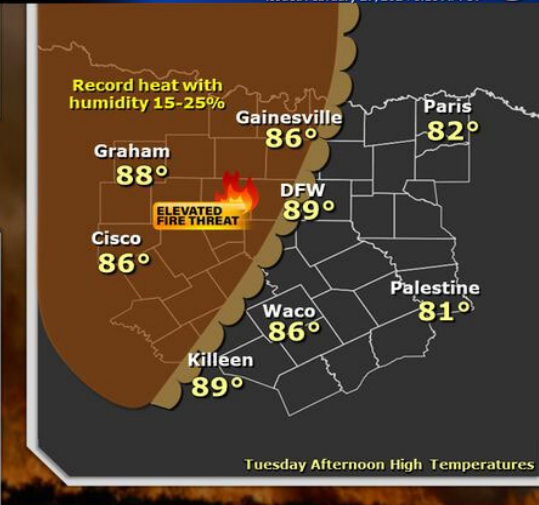 Record heat with
humidity 15-25%
Gainesville
86°
Paris
82°
Graham
88°
DFW
89°
ELEVATED
FIRE THREAT
Cisco
86°
Palestine
81°
Waco
86°
Killeen
89°
Tuesday Afternoon High Temperatures